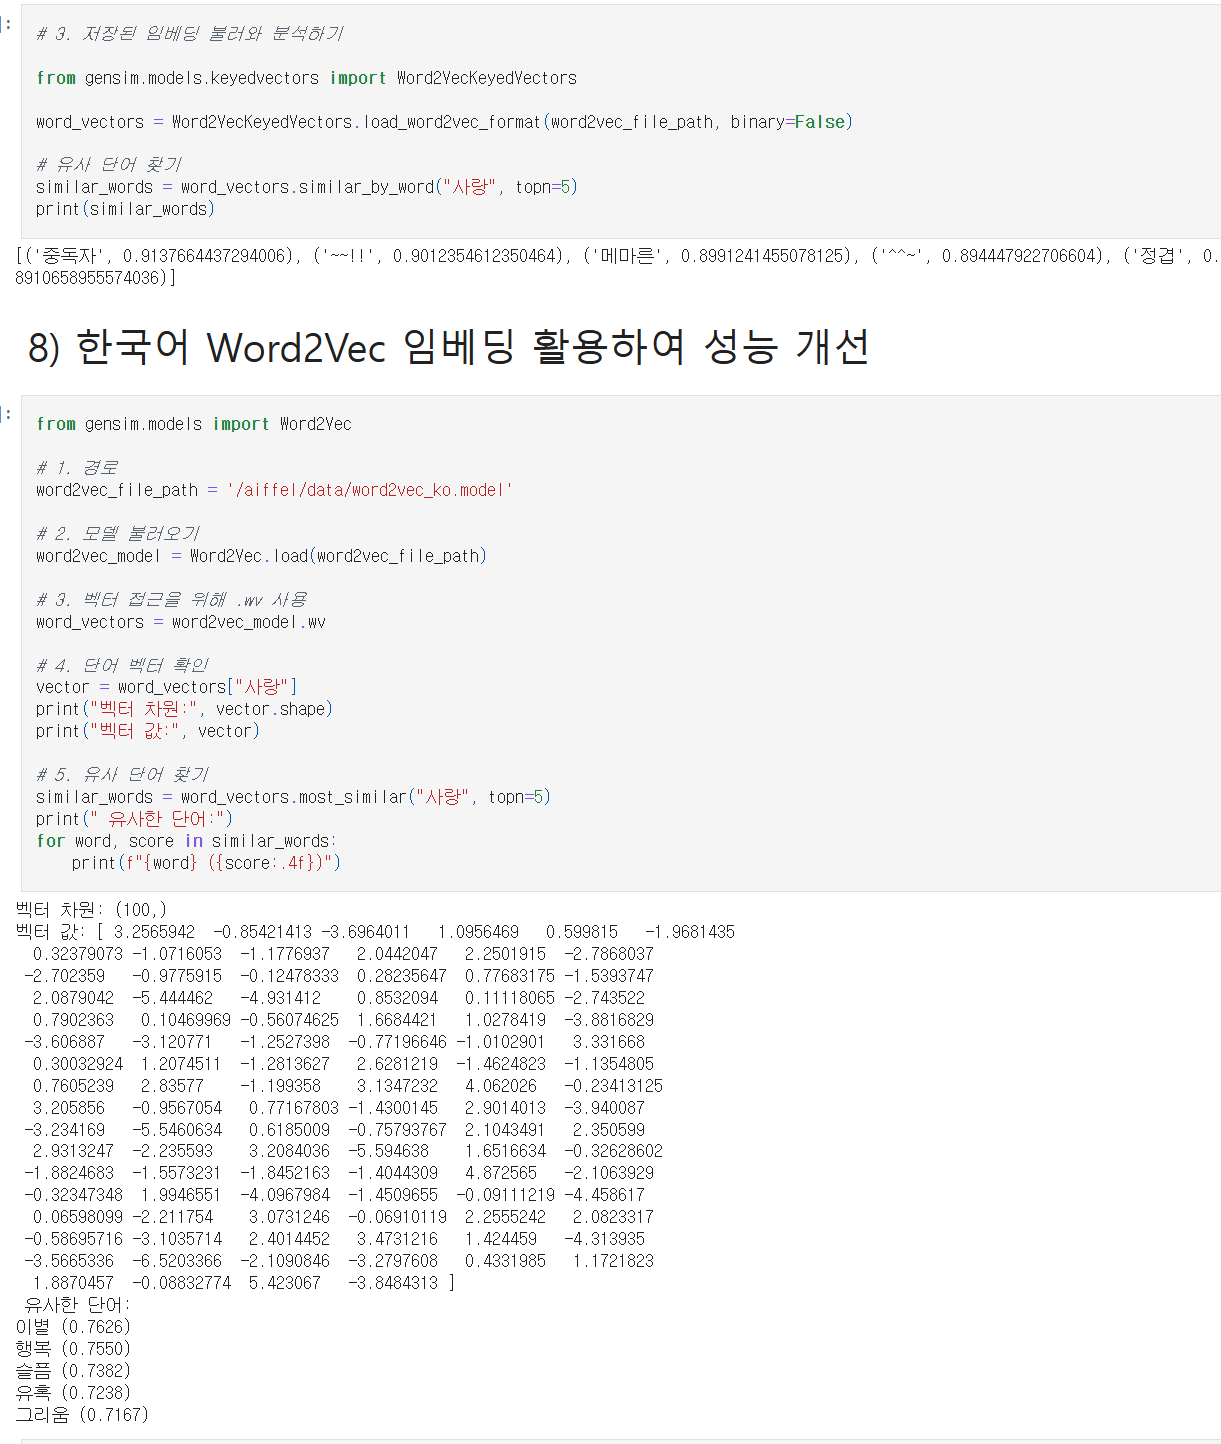 ]:
# 3. 저장된 임베딩 불러와 분석하기
from gensim.models.keyedvectors import Word2VecKeyedVectors
word_vectors = Word2VecKeyedVectors.load_word2vec_format(word2vec_file_path, binary=False)
# 유사 단어 찾기
similar_words = word_vectors.similar_by_word("사랑", topn=5)
print(similar_words)
[('중독자', 0.9137664437294006), ('~~!!', 0.9012354612350464), ('메마른', 0.8991241455078125), ('^^~', 0.894447922706604), ('정겹', 0.
8910658955574036)]
8) 한국어 Word2Vec 임베딩 활용하여 성능 개선
]:
from gensim.models import Word2Vec
# 1. 경로
word2vec_file_path = '/aiffel/data/word2vec_ko.model'
# 2. 모델 불러오기
word2vec_model = Word2Vec.load(word2vec_file_path)
# 3. 벡터 접근을 위해 .wv 사용
word_vectors = word2vec_model.wv
# 4. 단어 벡터 확인
vector = word_vectors["사랑"]
print("벡터 차원:", vector.shape)
print("벡터 값:", vector)
# 5. 유사 단어 찾기
similar_words = word_vectors.most_similar("사랑", topn=5)
print(" 유사한 단어:")
for word, score in similar_words:
    print(f"{word} ({score:.4f})")
벡터 차원: (100,)
벡터 값: [ 3.2565942  -0.85421413 -3.6964011   1.0956469   0.599815   -1.9681435
  0.32379073 -1.0716053  -1.1776937   2.0442047   2.2501915  -2.7868037
 -2.702359   -0.9775915  -0.12478333  0.28235647  0.77683175 -1.5393747
  2.0879042  -5.444462   -4.931412    0.8532094   0.11118065 -2.743522
  0.7902363   0.10469969 -0.56074625  1.6684421   1.0278419  -3.8816829
 -3.606887   -3.120771   -1.2527398  -0.77196646 -1.0102901   3.331668
  0.30032924  1.2074511  -1.2813627   2.6281219  -1.4624823  -1.1354805
  0.7605239   2.83577    -1.199358    3.1347232   4.062026   -0.23413125
  3.205856   -0.9567054   0.77167803 -1.4300145   2.9014013  -3.940087
 -3.234169   -5.5460634   0.6185009  -0.75793767  2.1043491   2.350599
  2.9313247  -2.235593    3.2084036  -5.594638    1.6516634  -0.32628602
 -1.8824683  -1.5573231  -1.8452163  -1.4044309   4.872565   -2.1063929
 -0.32347348  1.9946551  -4.0967984  -1.4509655  -0.09111219 -4.458617
  0.06598099 -2.211754    3.0731246  -0.06910119  2.2555242   2.0823317
 -0.58695716 -3.1035714   2.4014452   3.4731216   1.424459   -4.313935
 -3.5665336  -6.5203366  -2.1090846  -3.2797608   0.4331985   1.1721823
  1.8870457  -0.08832774  5.423067   -3.8484313 ]
 유사한 단어:
이별 (0.7626)
행복 (0.7550)
슬픔 (0.7382)
유혹 (0.7238)
그리움 (0.7167)